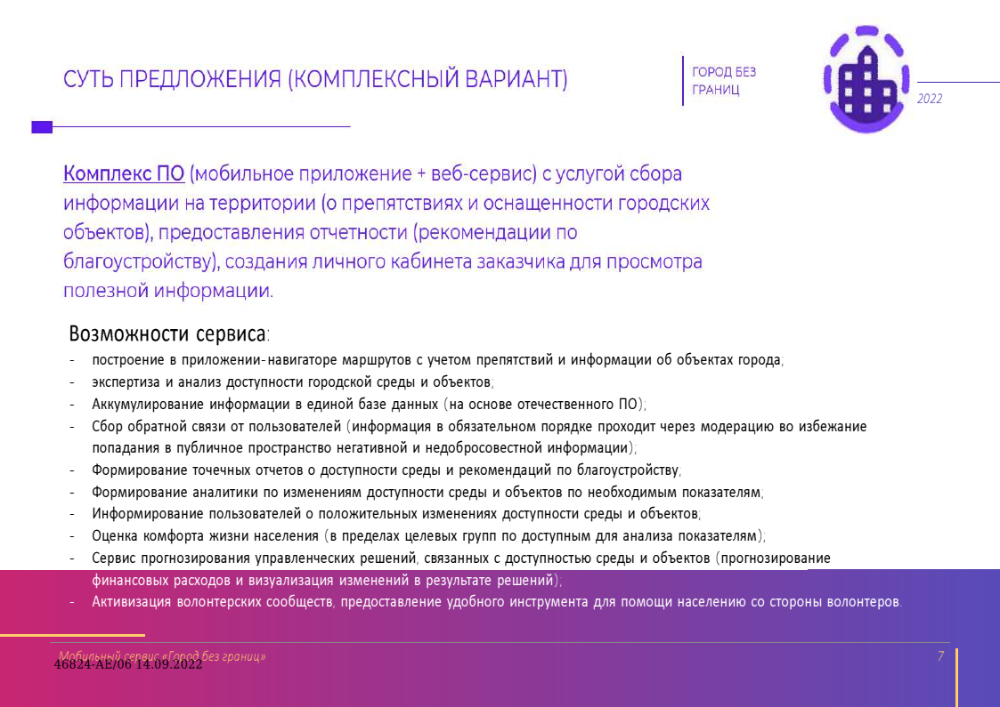 СУТЬ ПРЕДЛОЖЕНИЯ (КОМПЛЕКСНЫЙ ВАРИАНТ)
ГОРОД БЕЗ
ГРАНИЦ
2022
Комплекс ПО (мобильное приложение + веб-сервис) с услугой сбора
информации на территории (о препятствиях и оснащенности городских
объектов), предоставления отчетности (рекомендации по
благоустройству), создания личного кабинета заказчика для просмотра
полезной информации.
Возможности сервиса:
- построение в приложении-навигаторе маршрутов с учетом препятствий и информации об объектах города;
- экспертиза и анализ доступности городской среды и объектов;
- Аккумулирование информации в единой базе данных (на основе отечественного ПО);
- Сбор обратной связи от пользователей (информация в обязательном порядке проходит через модерацию во избежание
попадания в публичное пространство негативной и недобросовестной информации);
- Формирование точечных отчетов о доступности среды и рекомендаций по благоустройству;
- Формирование аналитики по изменениям доступности среды и объектов по необходимым показателям;
- Информирование пользователей о положительных изменениях доступности среды и объектов;
- Оценка комфорта жизни населения (в пределах целевых групп по доступным для анализа показателям);
- Сервис прогнозирования управленческих решений, связанных с доступностью среды и объектов (прогнозирование
финансовых расходов и визуализация изменений в результате решений);
- Активизация волонтерских сообществ, предоставление удобного инструмента для помощи населению со стороны волонтеров.
Мобильный сервис «Город без границ»
7
46824-АЕ/06 14.09.2022